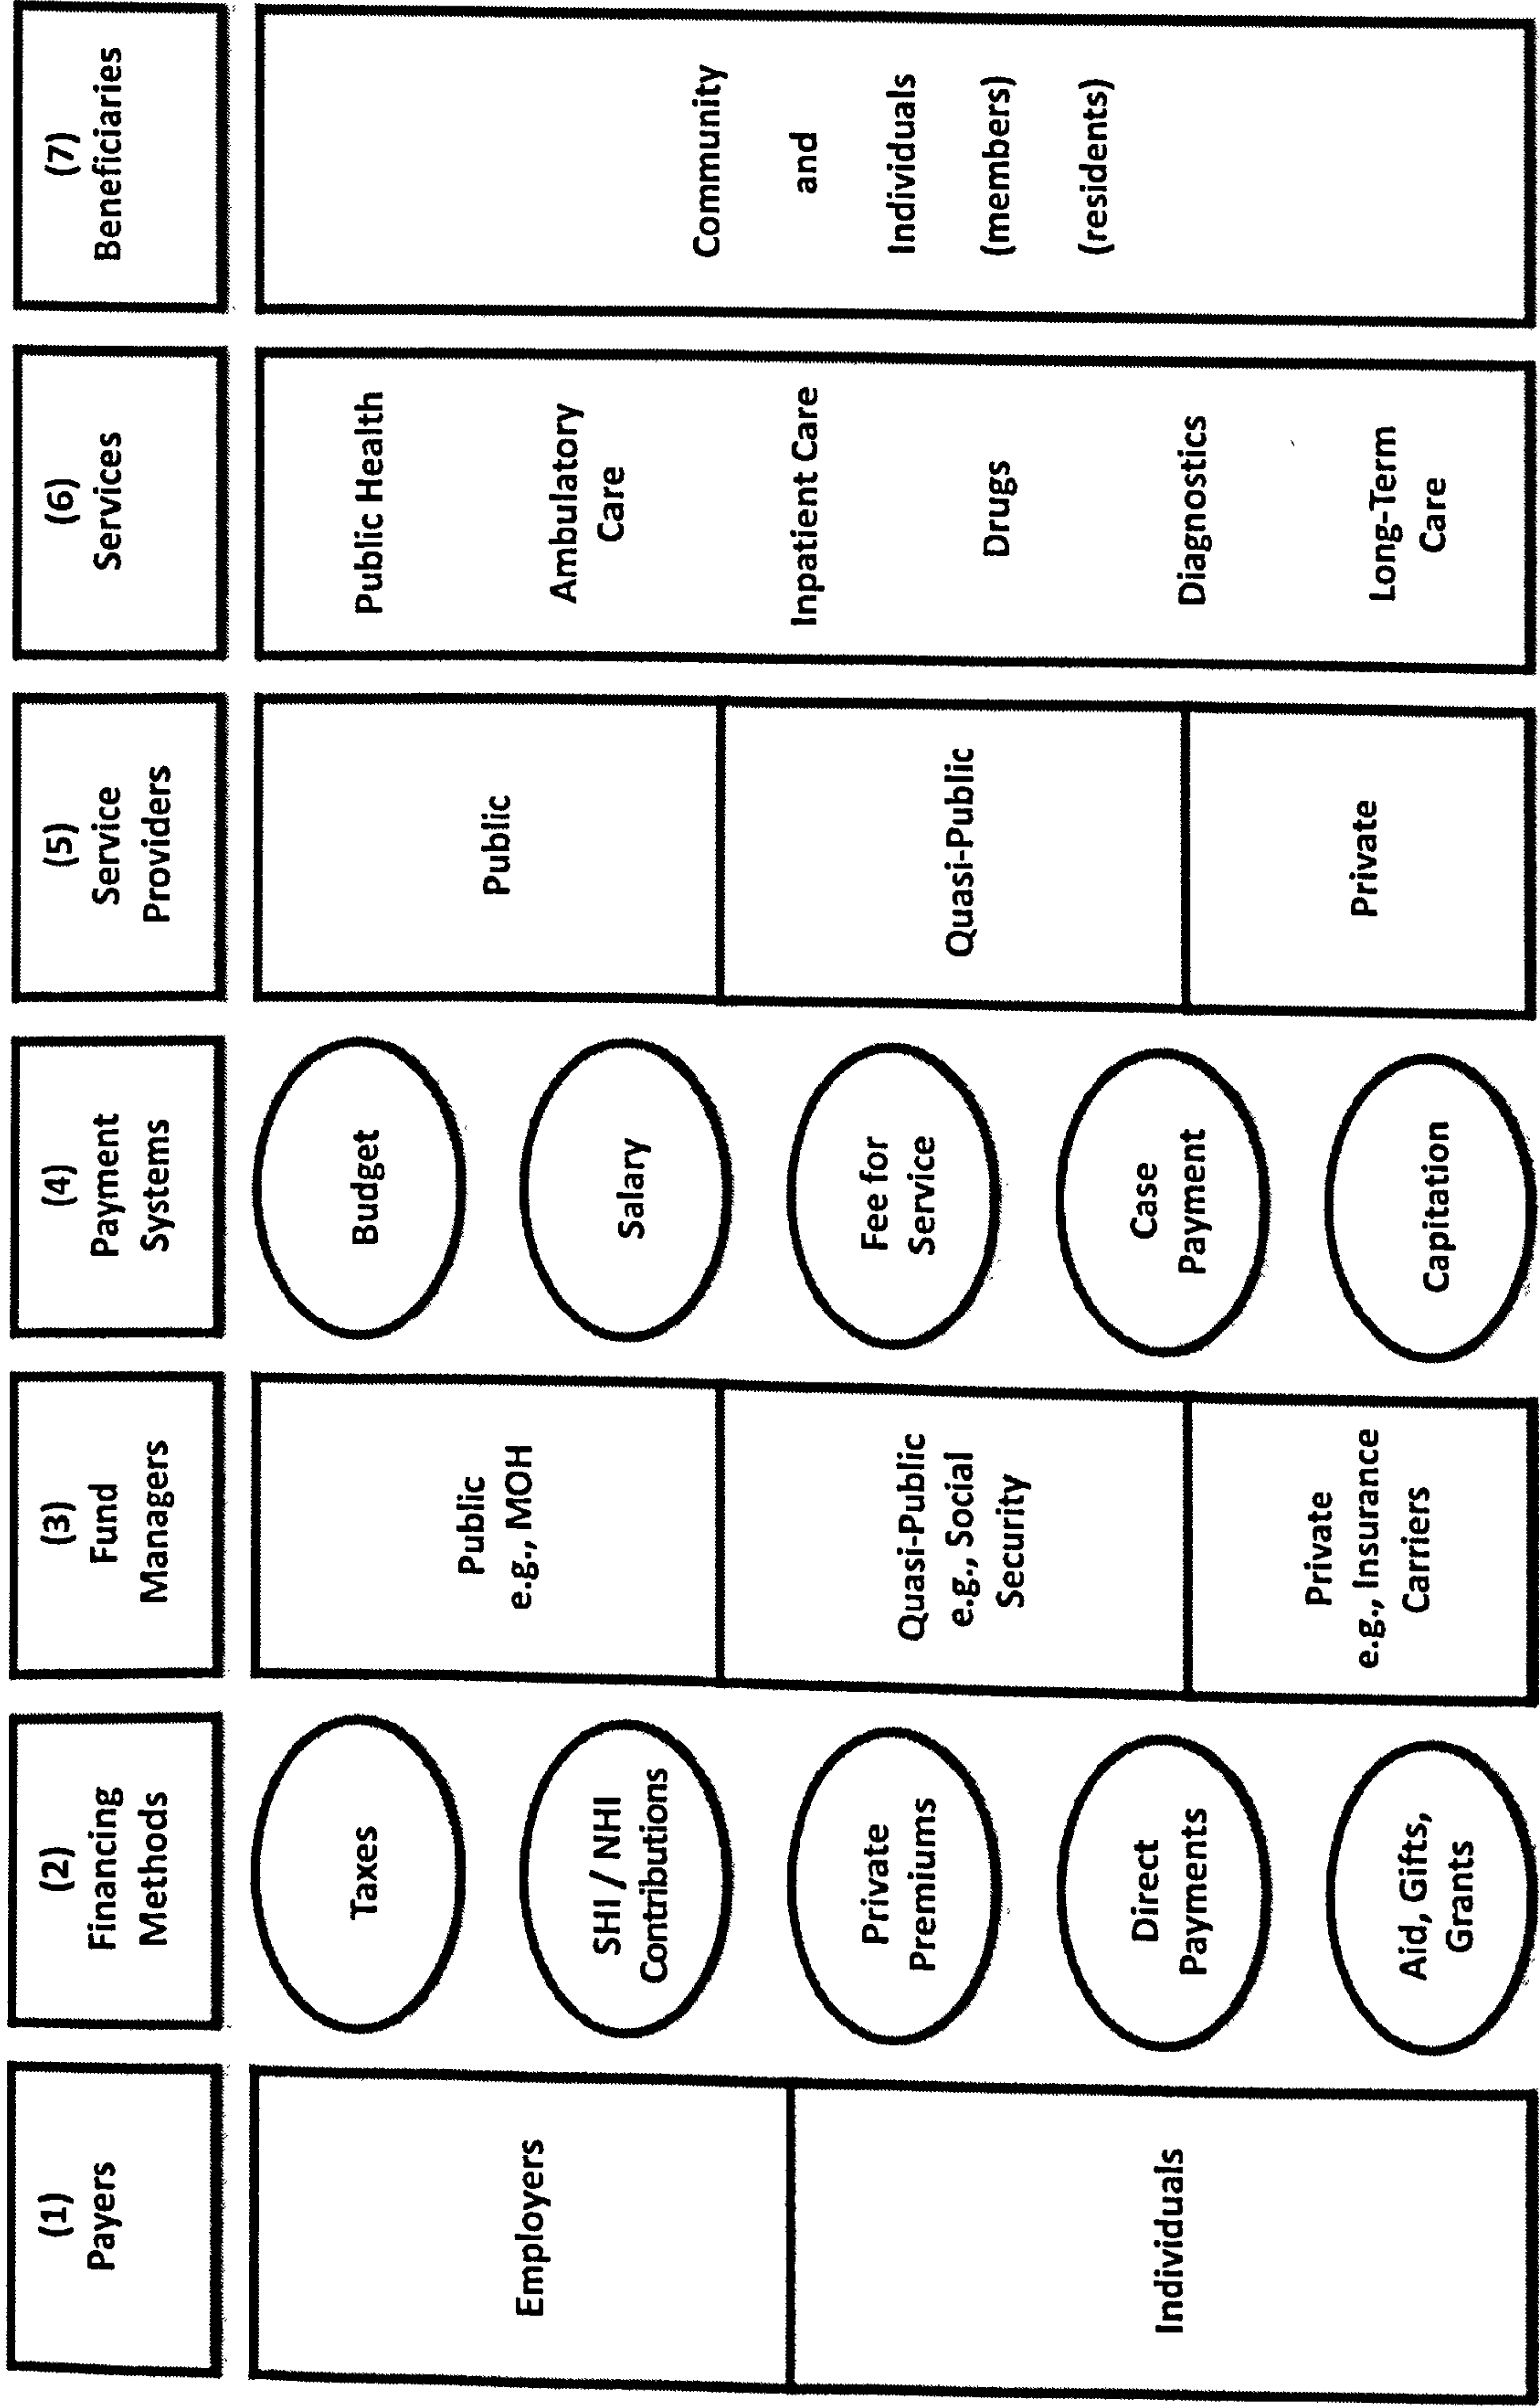 (1)
Payers
Employers
Individuals
(2)
Financing
Methods
Taxes
SHI / NHI
Contributions
Private
Premiums
Direct
Payments
Aid, Gifts,
Grants
(3)
Fund
Managers
Public
e.g., MOH
Quasi-Public
e.g., Social
Security
Private
e.g., Insurance
Carriers
(4)
Payment
Systems
Budget
Salary
Fee for
Service
Case
Payment
Capitation
(5)
Service
Providers
Public
Quasi-Public
Private
(6)
Services
Public Health
Ambulatory
Care
Inpatient Care
Drugs
Diagnostics
Long-Term
Care
(7)
Beneficiaries
Community
and
Individuals
(members)
(residents)